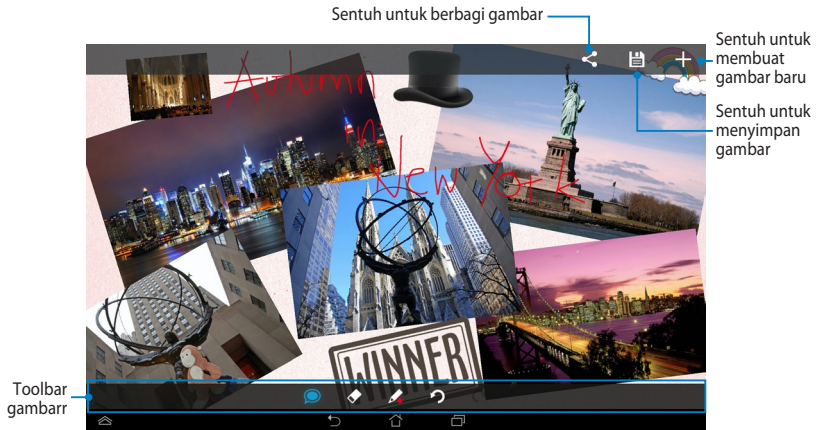 Sentuh untuk berbagi gambar
Sentuh untuk
membuat
gambar baru
Sentuh untuk
menyimpan
gambar
Autumn
in
New York
WINNER
Toolbar
gambarr